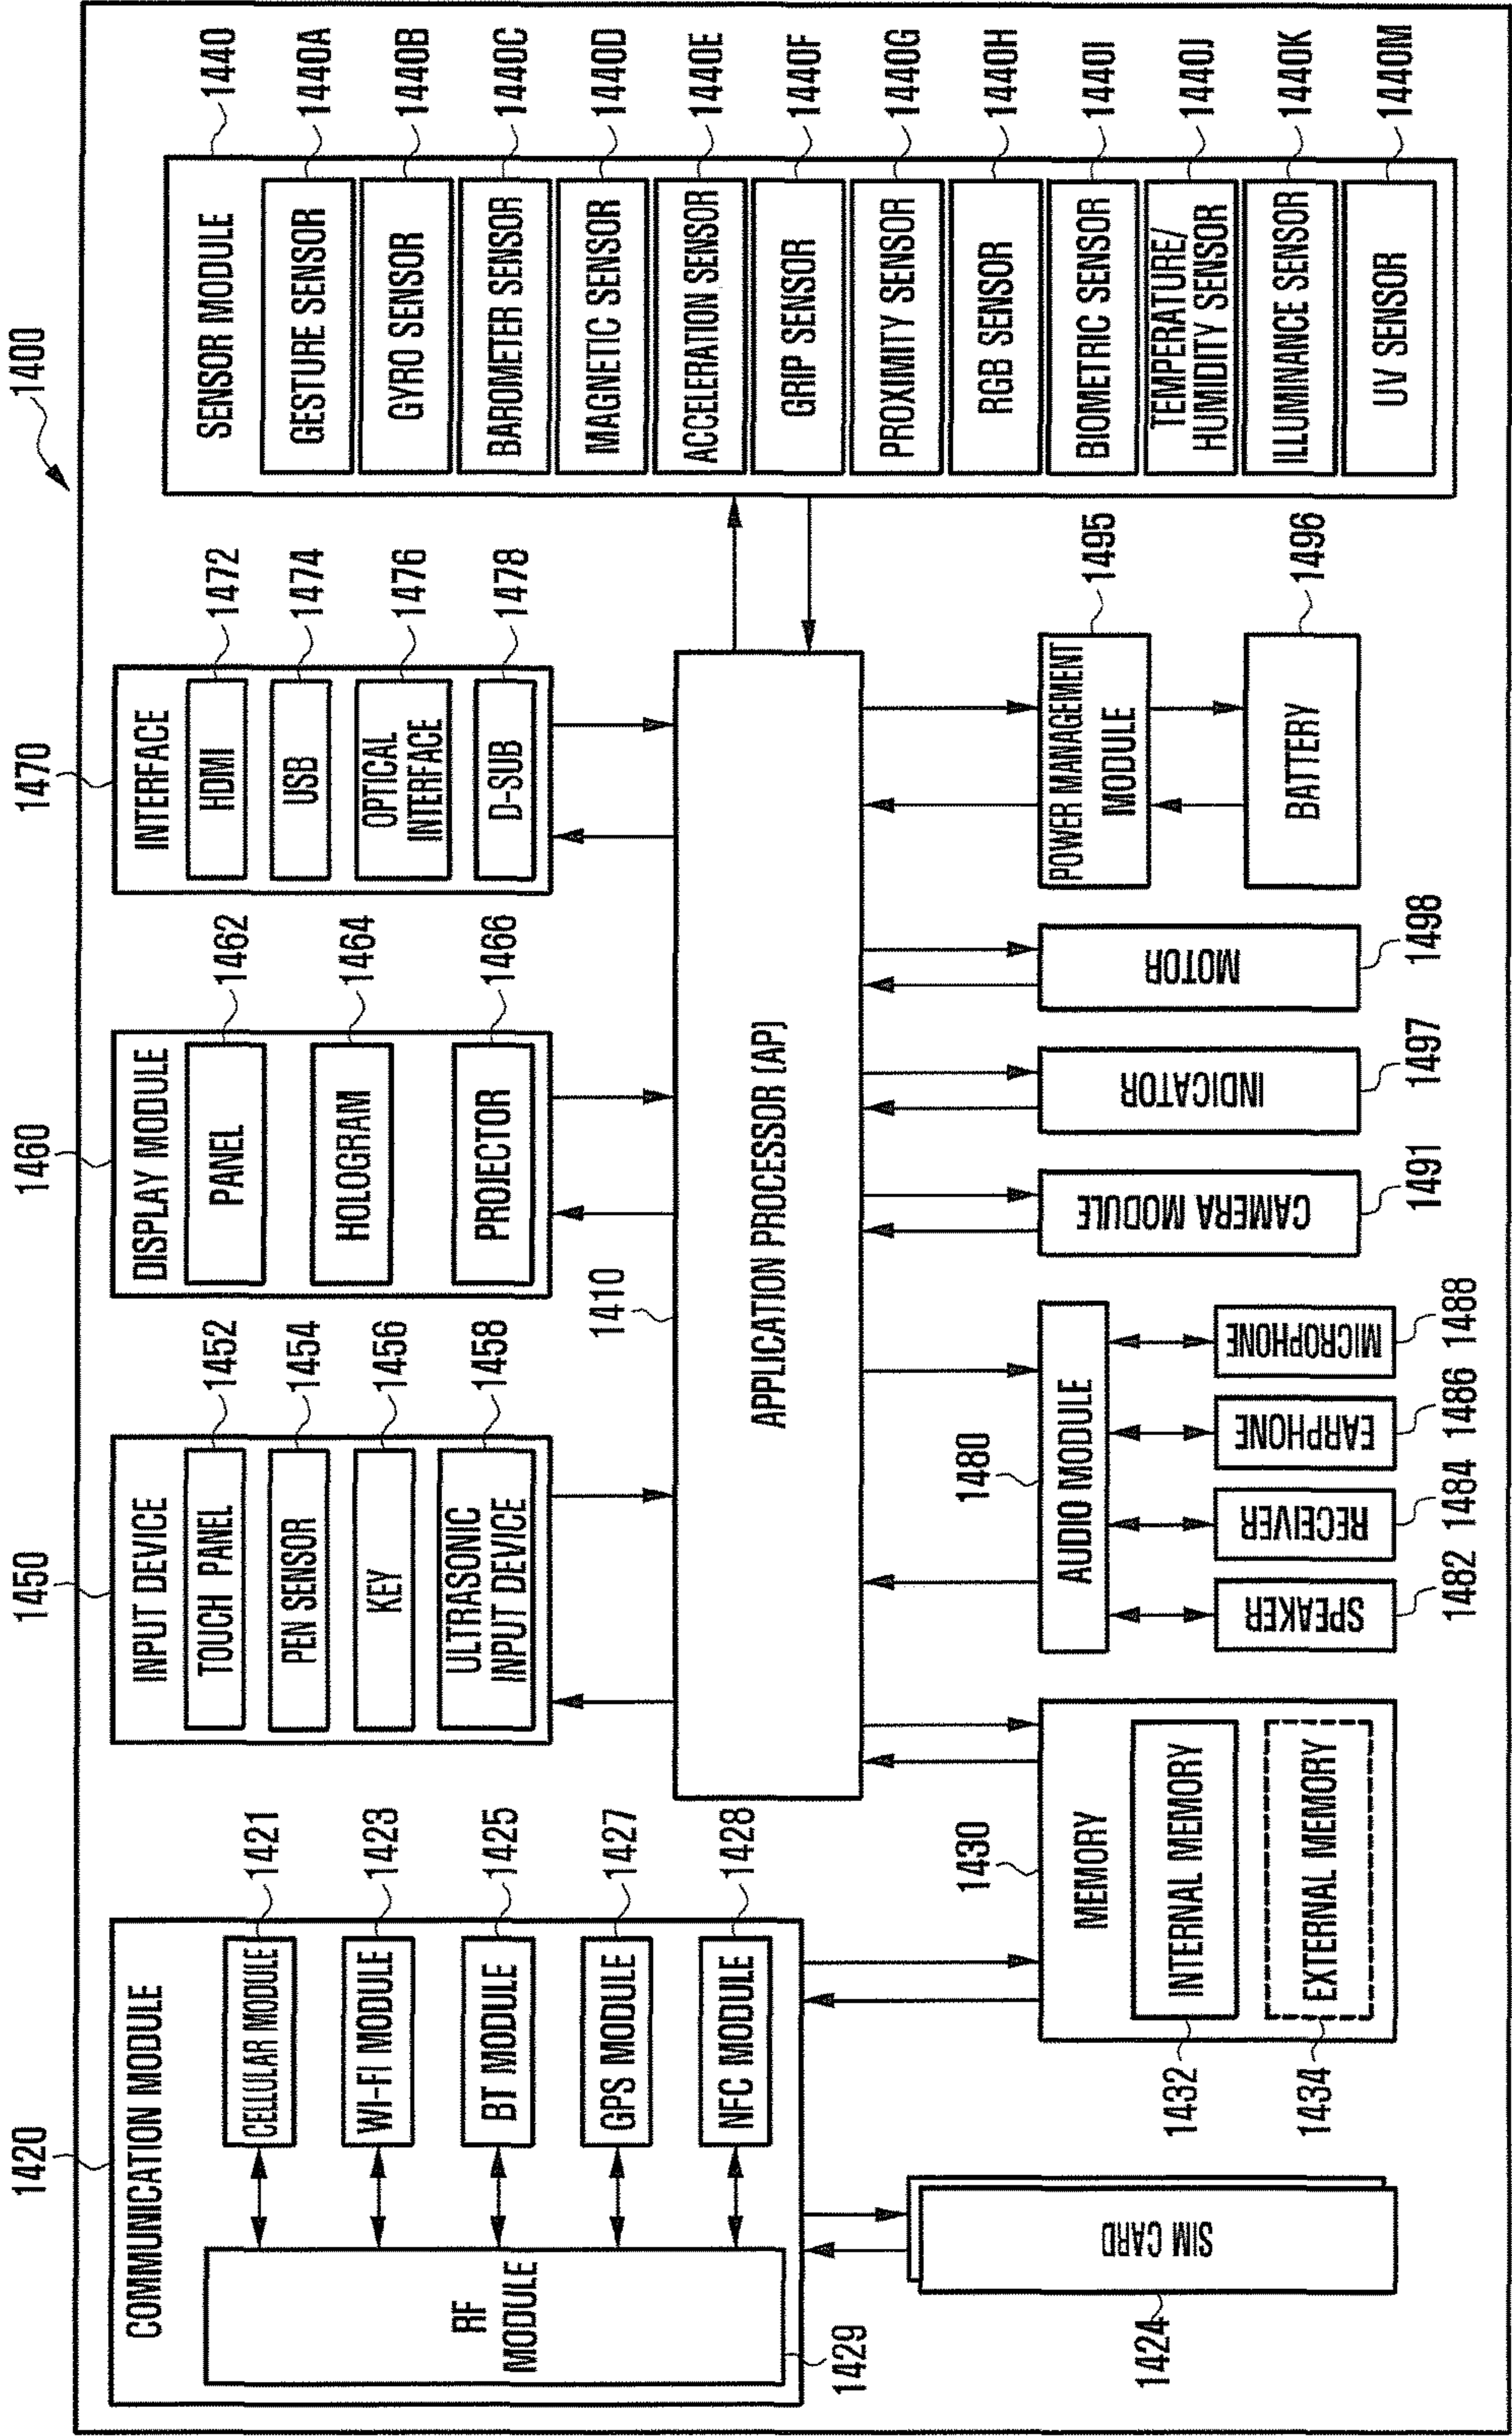 1400
1420
COMMUNICATION MODULE
CELLULAR MODULE
1421
WI-FI MODULE
1423
BT MODULE
1425
GPS MODULE
1427
NFC MODULE
1428
RF
MODULE
1429
1450
INPUT DEVICE
TOUCH PANEL
1452
PEN SENSOR
1454
KEY
1456
ULTRASONIC
INPUT DEVICE
1458
1460
DISPLAY MODULE
PANEL
1462
HOLOGRAM
1464
PROJECTOR
1466
1470
INTERFACE
HDMI
1472
USB
1474
OPTICAL
INTERFACE
1476
D-SUB
1478
1440
SENSOR MODULE
GESTURE SENSOR
1440A
GYRO SENSOR
1440B
BAROMETER SENSOR
1440C
MAGNETIC SENSOR
1440D
ACCELERATION SENSOR
1440E
GRIP SENSOR
1440F
PROXIMITY SENSOR
1440G
RGB SENSOR
1440H
BIOMETRIC SENSOR
1440I
TEMPERATURE/
HUMIDITY SENSOR
1440J
ILLUMINANCE SENSOR
1440K
UV SENSOR
1440M
1410
APPLICATION PROCESSOR (AP)
SIM CARD
1424
1430
MEMORY
INTERNAL MEMORY
1432
EXTERNAL MEMORY
1434
1480
AUDIO MODULE
SPEAKER
1482
RECEIVER
1484
EARPHONE
1486
MICROPHONE
1488
CAMERA MODULE
1491
INDICATOR
1497
MOTOR
1498
POWER MANAGEMENT
MODULE
1495
BATTERY
1496